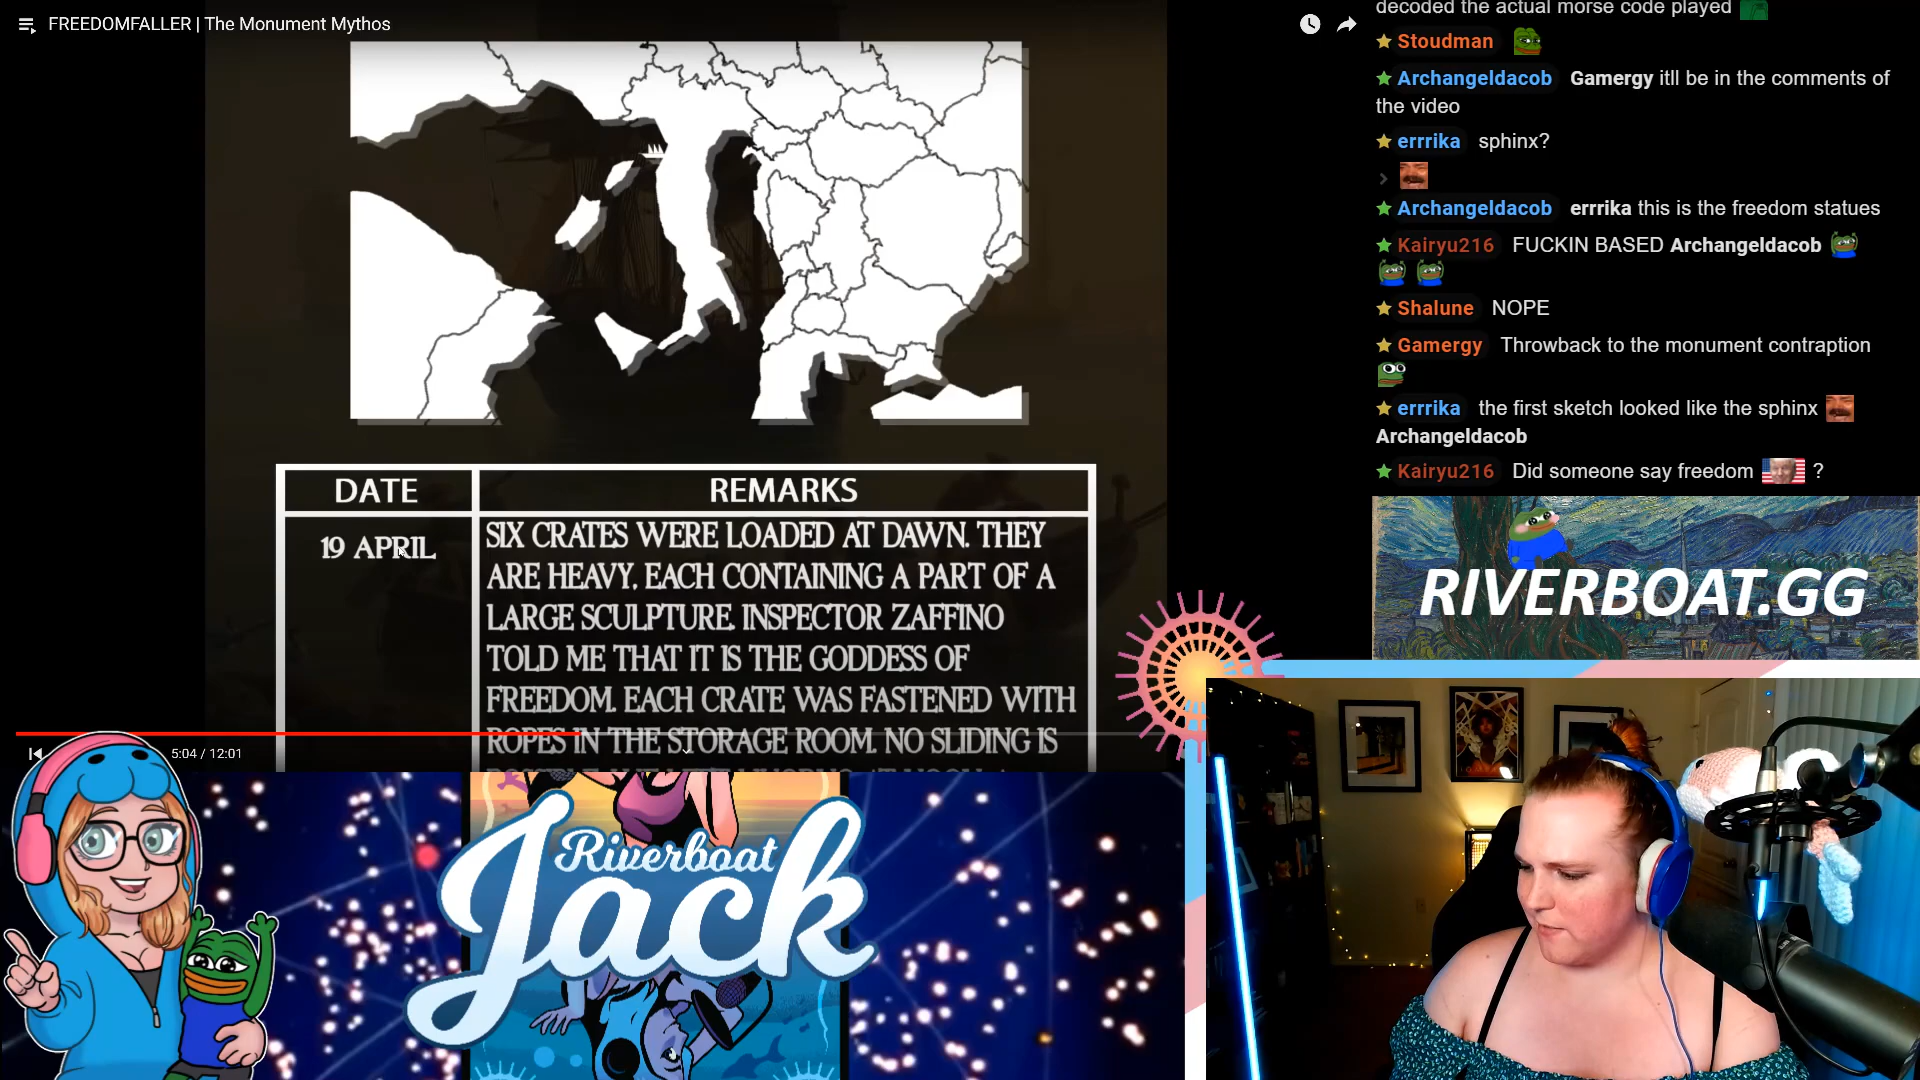 FREEDOMFALLER | The Monument Mythos
DATE
REMARKS
19 APRIL
SIX CRATES WERE LOADED AT DAWN. THEY
ARE HEAVY, EACH CONTAINING A PART OF A
LARGE SCULPTURE. INSPECTOR ZAFFINO
TOLD ME THAT IT IS THE GODDESS OF
FREEDOM. EACH CRATE WAS FASTENED WITH
ROPES IN THE STORAGE ROOM. NO SLIDING IS
5:04 / 12:01
decoded the actual morse code played
Stoudman
Archangeldacob Gamergy itll be in the comments of
the video
errrika sphinx?
Archangeldacob errrika this is the freedom statues
Kairyu216 FUCKIN BASED Archangeldacob
Shalune NOPE
Gamergy Throwback to the monument contraption
errrika the first sketch looked like the sphinx
Archangeldacob
Kairyu216 Did someone say freedom ?
RIVERBOAT.GG
Riverboat
Jack